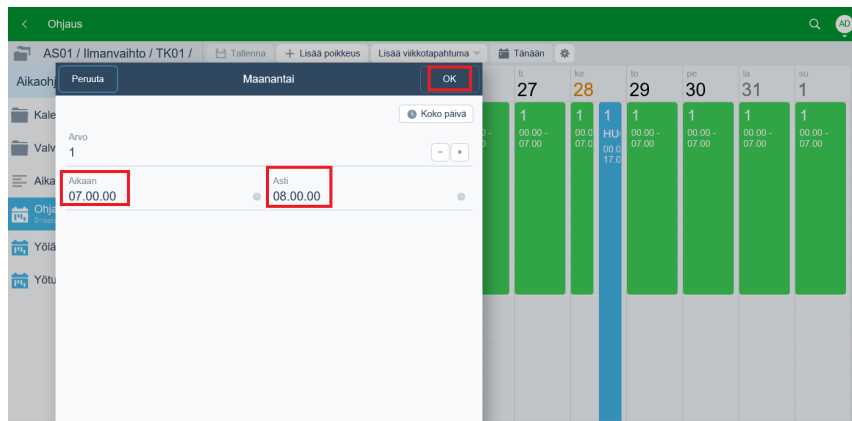 Ohjaus
AD
AS01 / Ilmanvaihto / TK01 /
Tallenna
Lisää poikkeus
Lisää viikkotapahtuma
Tänään
Aikaohj
Peruuta
Maanantai
OK
ti
27
ke
28
to
29
pe
30
la
31
su
1
Kale
Koko päivä
Valv
Arvo
1
- +
Aika
Aikaan
07.00.00
Asti
08.00.00
Ohja
Yölä
Yötu
1
00.00 -
07.00
1
00.0
07.0
1
HU
00.0
17.0
1
00.00 -
07.00
1
00.00 -
07.00
1
00.00 -
07.00
1
00.00 -
07.00